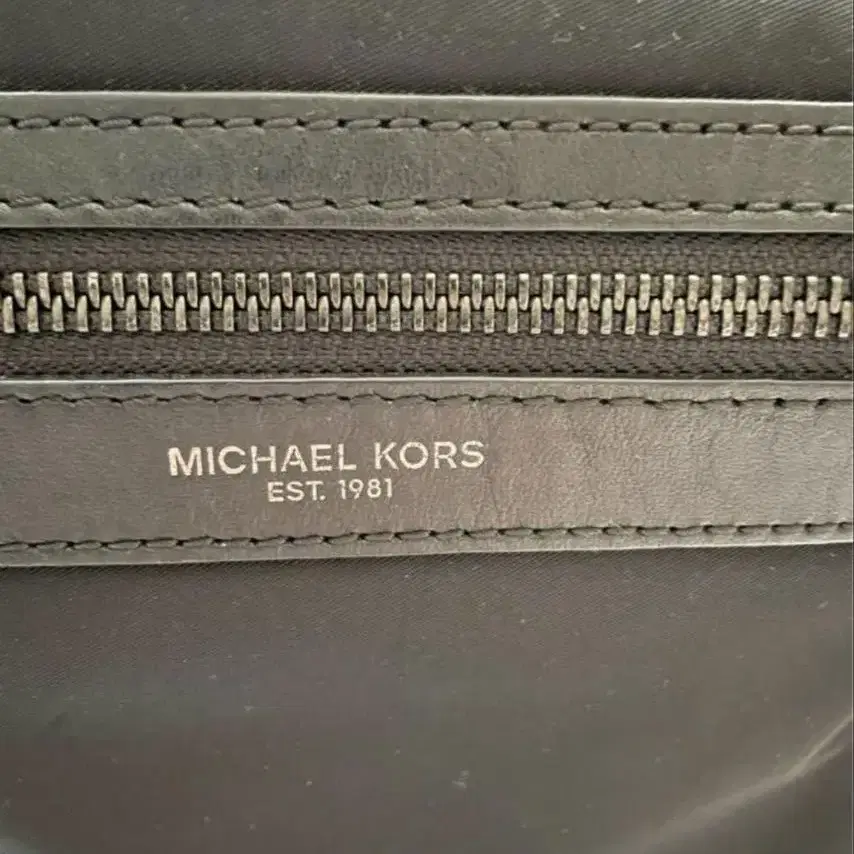 MICHAEL KORS
EST. 1981